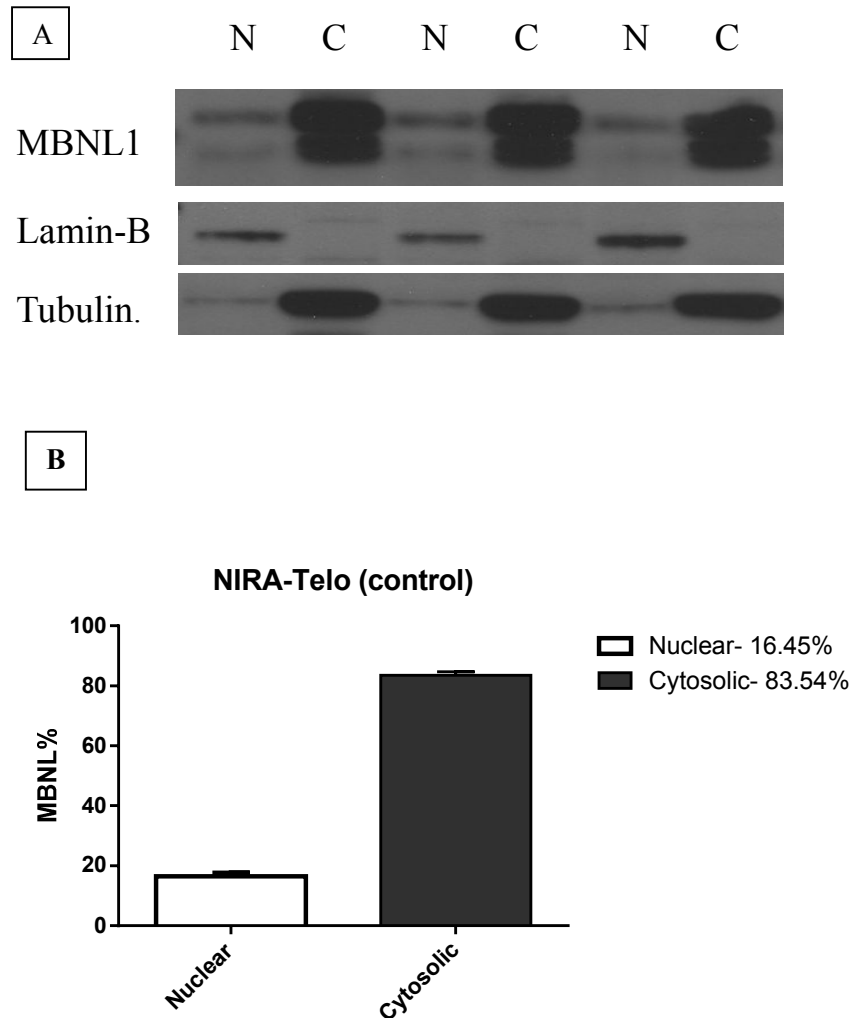 A
N C N C N C
MBNL1
Lamin-B
Tubulin.
B
NIRA-Telo (control)
100
80
60
40
20
0
MBNL%
Nuclear
Cytosolic
Nuclear- 16.45%
Cytosolic- 83.54%